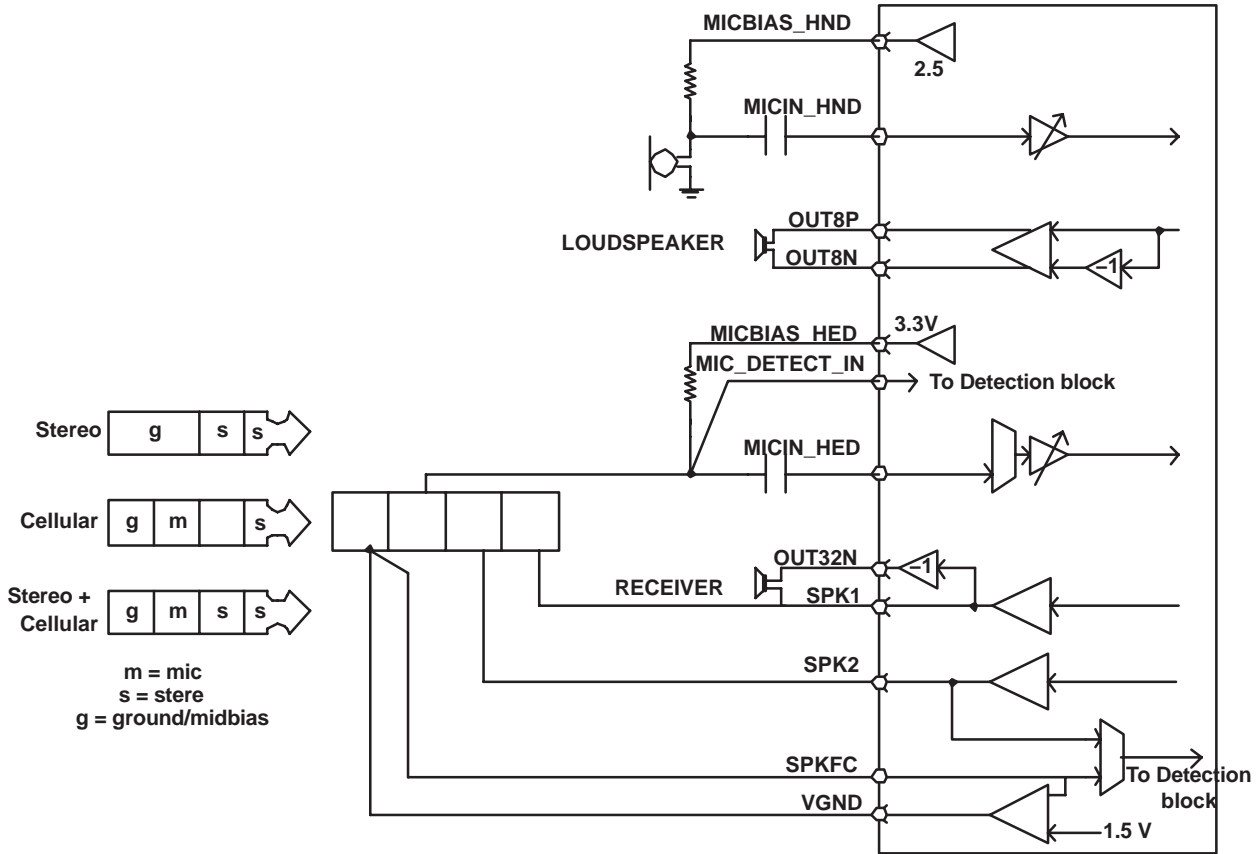 MICBIAS_HND
2.5
MICIN_HND
OUT8P
LOUDSPEAKER
OUT8N
–1
3.3V
MICBIAS_HED
MIC_DETECT_IN
To Detection block
Stereo
g
s
s
MICIN_HED
Cellular
g
m
s
OUT32N
–1
RECEIVER
SPK1
Stereo +
Cellular
g
m
s
s
SPK2
m = mic
s = stere
g = ground/midbias
SPKFC
To Detection
block
VGND
1.5 V